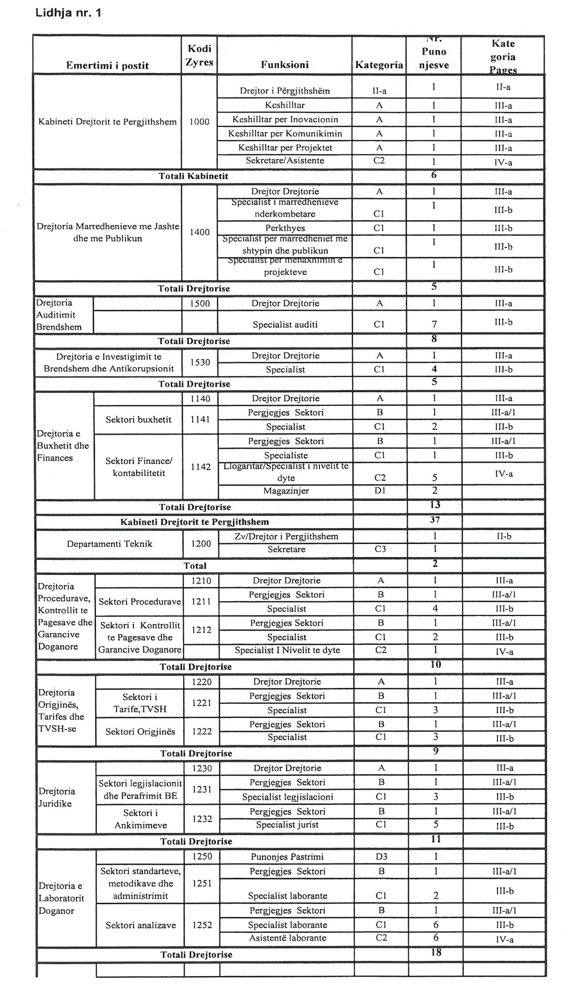 Lidhja nr. 1
Emertimi i postit Kodi Zyres Funksioni Kategoria Nr. Puno njesve Kate goria Pages
Kabineti Drejtorit te Pergjithshem 1000 Drejtor i Përgjithshëm II-a 1 II-a
Keshilltar A 1 III-a
Keshilltar per Inovacionin A 1 III-a
Keshilltar per Komunikimin A 1 III-a
Keshilltar per Projektet A 1 III-a
Sekretare/Asistente C2 1 IV-a
Totali Kabinetit 6
Drejtoria Marredhenieve me Jashte dhe me Publikun 1400 Drejtor Drejtorie A 1 III-a
Specialist i marredhenieve nderkombetare C1 1 III-b
Perkthyes C1 1 III-b
Specialist per marredheniet me shtypin dhe publikun C1 1 III-b
Specialist per menaxhimin e projekteve C1 1 III-b
Totali Drejtorise 5
Drejtoria Auditimit Brendshem 1500 Drejtor Drejtorie A 1 III-a
Specialist auditi C1 7 III-b
Totali Drejtorise 8
Drejtoria e Investigimit te Brendshem dhe Antikorupsionit 1530 Drejtor Drejtorie A 1 III-a
Specialist C1 4 III-b
Totali Drejtorise 5
Drejtoria e Buxhetit dhe Finances 1140 Drejtor Drejtorie A 1 III-a
Sektori buxhetit 1141 Pergjegjes Sektori B 1 III-a/1
Specialist C1 2 III-b
Sektori Finance/ kontabilitetit 1142 Pergjegjes Sektori B 1 III-a/1
Specialiste C1 1 III-b
Llogaritar/Specialist i nivelit te dyte C2 5 IV-a
Magazinjer D1 2
Totali Drejtorise 13
Kabineti Drejtorit te Pergjithshem 37
Departamenti Teknik 1200 Zv/Drejtor i Pergjithshem 1 II-b
Sekretare C3 1
Total 2
Drejtoria Procedurave, Kontrollit te Pagesave dhe Garancive Doganore 1210 Drejtor Drejtorie A 1 III-a
Sektori Procedurave 1211 Pergjegjes Sektori B 1 III-a/1
Specialist C1 4 III-b
Sektori i Kontrollit te Pagesave dhe Garancive Doganore 1212 Pergjegjes Sektori B 1 III-a/1
Specialist C1 2 III-b
Specialist I Nivelit te dyte C2 1 IV-a
Totali Drejtorise 10
Drejtoria Origjinës, Tarifes dhe TVSH-se 1220 Drejtor Drejtorie A 1 III-a
Sektori i Tarife,TVSH 1221 Pergjegjes Sektori B 1 III-a/1
Specialist C1 3 III-b
Sektori Origjinës 1222 Pergjegjes Sektori B 1 III-a/1
Specialist C1 3 III-b
Totali Drejtorise 9
Drejtoria Juridike 1230 Drejtor Drejtorie A 1 III-a
Sektori legjislacionit dhe Perafrimit BE 1231 Pergjegjes Sektori B 1 III-a/1
Specialist legjislacioni C1 3 III-b
Sektori i Ankimimeve 1232 Pergjegjes Sektori B 1 III-a/1
Specialist jurist C1 5 III-b
Totali Drejtorise 11
Drejtoria e Laboratorit Doganor 1250 Punonjes Pastrimi D3 1
Sektori standarteve, metodikave dhe administrimit 1251 Pergjegjes Sektori B 1 III-a/1
Specialist laborante C1 2 III-b
Sektori analizave 1252 Pergjegjes Sektori B 1 III-a/1
Specialist laborante C1 6 III-b
Asistentë laborante C2 6 IV-a
Totali Drejtorise 18